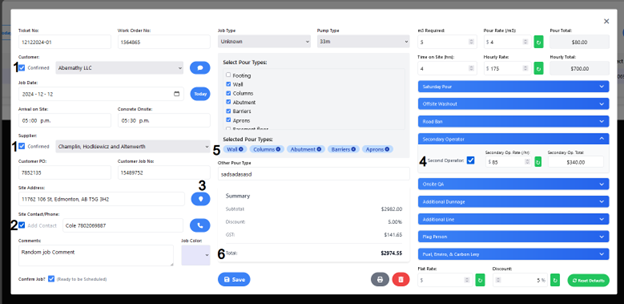 Ticket No:
12122024-01
Work Order No:
1364865
Customer:
1 Confirmed
Abernathy LLC
Job Date:
2024-12-12
Today
Arrival on Site:
05:00 p.m.
Concrete Onsite:
05:30 p.m.
Supplier:
1 Confirmed
Champlin, Hodkiewicz and Altenwerth
Customer PO:
7852135
Customer Job No:
15489752
Site Address:
3
11762 106 St, Edmonton, AB T5G 3H2
Site Contact/Phone:
2 Add Contact
Cole 7802069887
Comments:
Random job Comment
Job Color:
Confirm Job? (Ready to be Scheduled)
Job Type
Unknown
Pump Type
33m
Select Pour Types:
Footing
Wall
Columns
Abutment
Barriers
Aprons
Basement floor
Selected Pour Types:
5 Wall Columns Abutment Barriers Aprons
Other Pour Type
sadsadasasd
Summary
Subtotal: $2982.00
Discount: 5.00%
GST: $141.65
6 Total: $2974.55
Save
m3 Required:
Pour Rate (/m3):
$ 4
Pour Total:
Time on Site (hrs):
4
Hourly Rate:
$ 175
Hourly Total:
$700.00
Saturday Pour
Offsite Washout
Road Ban
Secondary Operator
4 Second Operator
Secondary Op. Rate (/hr)
$ 85
Secondary Op. Total
$340.00
Onsite QA
Additional Dunnage
Additional Line
Flag Person
Fuel, Enviro, & Carbon Levy
Flat Rate:
$
Discount:
5 %
Reset Defaults